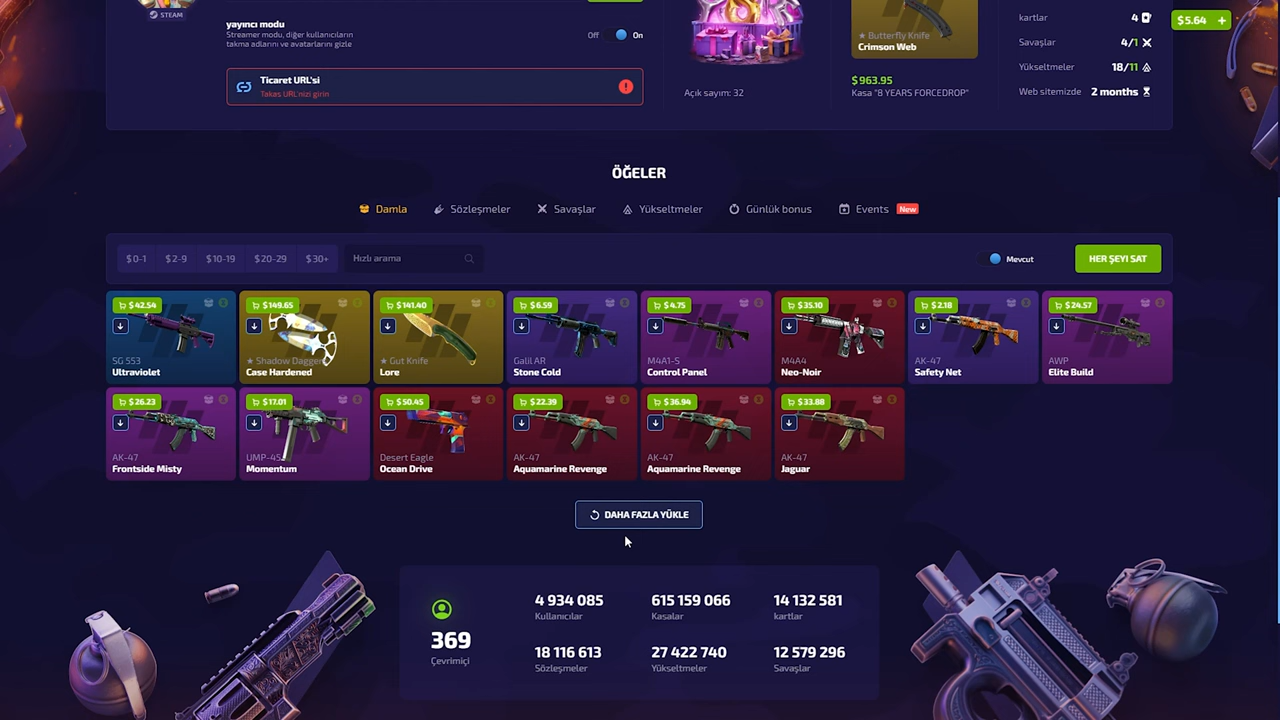 STEAM
yayıncı modu
Streamer modu, diğer kullanıcıların
takma adlarını ve avatarlarını gizle
Off On
Ticaret URL'si
Takas URL'nizi girin
Açık sayım: 32
★ Butterfly Knife
Crimson Web
$963.95
Kasa "8 YEARS FORCEDROP"
kartlar 4
Savaşlar 4/1
Yükseltmeler 18/11
Web sitemizde 2 months
$5.64 +
ÖĞELER
Damla Sözleşmeler Savaşlar Yükseltmeler Günlük bonus Events New
$0-1 $2-9 $10-19 $20-29 $30+ Hızlı arama Mevcut HER ŞEYI SAT
$42.54 $149.65 $141.40 $6.59 $4.75 $35.10 $2.18 $24.57
SG 553 ★ Shadow Daggers ★ Gut Knife Galil AR M4A1-S M4A4 AK-47 AWP
Ultraviolet Case Hardened Lore Stone Cold Control Panel Neo-Noir Safety Net Elite Build
$26.23 $17.01 $50.45 $22.39 $36.94 $33.88
AK-47 UMP-45 Desert Eagle AK-47 AK-47 AK-47
Frontside Misty Momentum Ocean Drive Aquamarine Revenge Aquamarine Revenge Jaguar
DAHA FAZLA YÜKLE
369
Çevrimiçi
4 934 085 615 159 066 14 132 581
Kullanıcılar Kasalar kartlar
18 116 613 27 422 740 12 579 296
Sözleşmeler Yükseltmeler Savaşlar